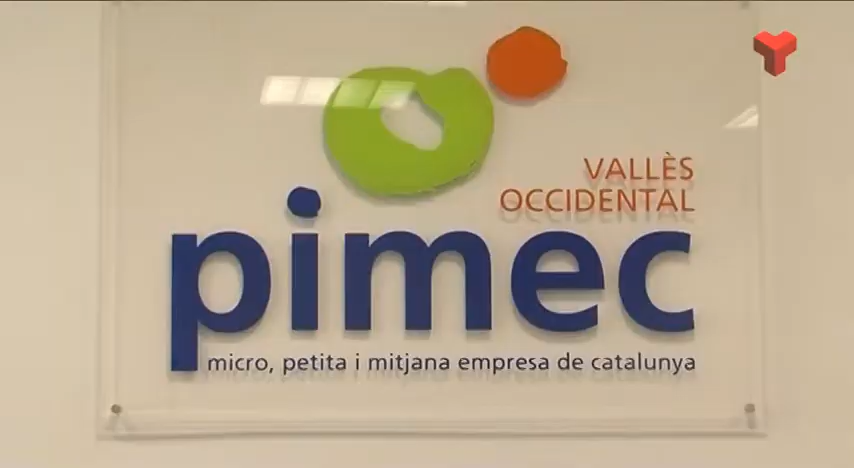 VALLÈS
OCCIDENTAL
pimec
micro, petita i mitjana empresa de catalunya